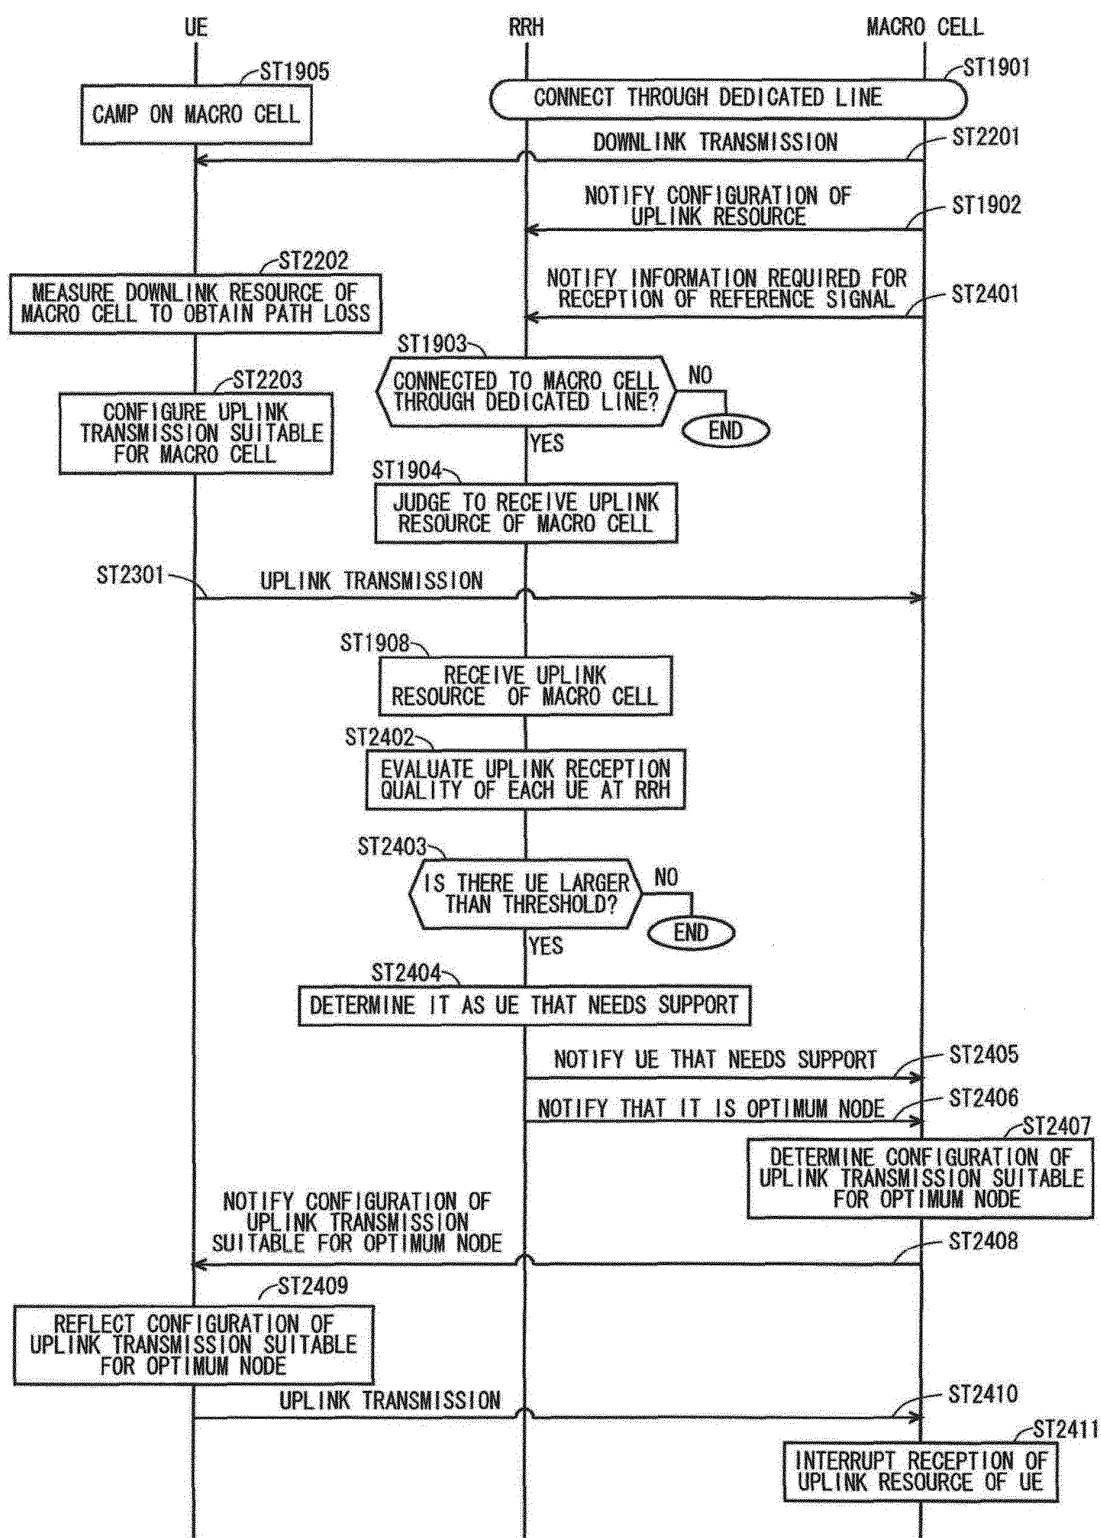 UE
RRH
MACRO CELL
ST1905
ST1901
CAMP ON MACRO CELL
CONNECT THROUGH DEDICATED LINE
DOWNLINK TRANSMISSION
ST2201
NOTIFY CONFIGURATION OF
UPLINK RESOURCE
ST1902
ST2202
MEASURE DOWNLINK RESOURCE OF
MACRO CELL TO OBTAIN PATH LOSS
NOTIFY INFORMATION REQUIRED FOR
RECEPTION OF REFERENCE SIGNAL
ST2401
ST1903
CONNECTED TO MACRO CELL
THROUGH DEDICATED LINE?
NO
END
YES
ST2203
CONFIGURE UPLINK
TRANSMISSION SUITABLE
FOR MACRO CELL
ST1904
JUDGE TO RECEIVE UPLINK
RESOURCE OF MACRO CELL
ST2301
UPLINK TRANSMISSION
ST1908
RECEIVE UPLINK
RESOURCE OF MACRO CELL
ST2402
EVALUATE UPLINK RECEPTION
QUALITY OF EACH UE AT RRH
ST2403
IS THERE UE LARGER
THAN THRESHOLD?
NO
END
YES
ST2404
DETERMINE IT AS UE THAT NEEDS SUPPORT
NOTIFY UE THAT NEEDS SUPPORT
ST2405
NOTIFY THAT IT IS OPTIMUM NODE
ST2406
ST2407
DETERMINE CONFIGURATION OF
UPLINK TRANSMISSION SUITABLE
FOR OPTIMUM NODE
NOTIFY CONFIGURATION OF
UPLINK TRANSMISSION
SUITABLE FOR OPTIMUM NODE
ST2408
ST2409
REFLECT CONFIGURATION OF
UPLINK TRANSMISSION SUITABLE
FOR OPTIMUM NODE
UPLINK TRANSMISSION
ST2410
ST2411
INTERRUPT RECEPTION OF
UPLINK RESOURCE OF UE